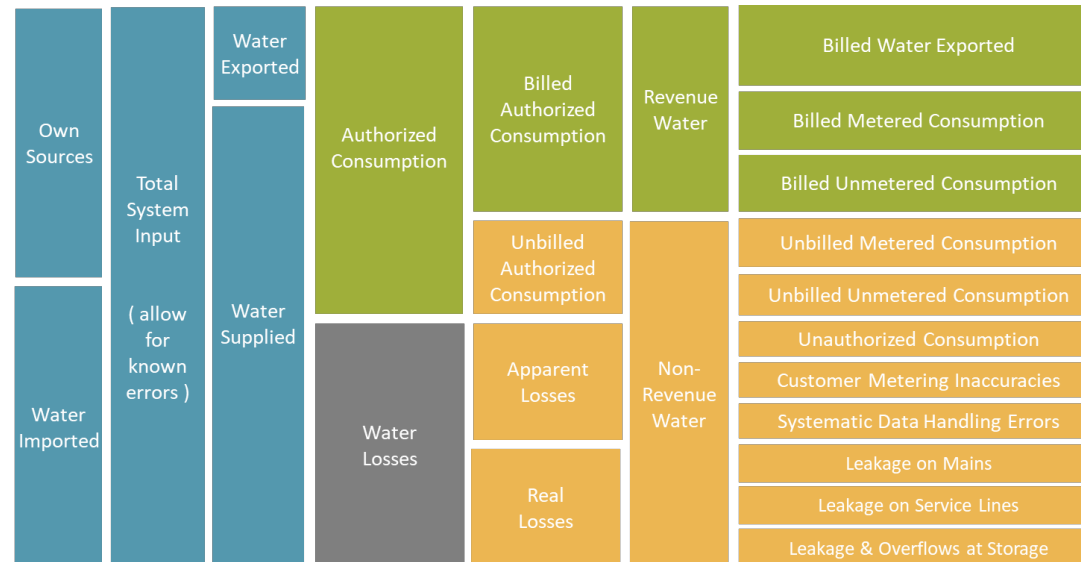 Own
Sources
Water
Imported
Total
System
Input
( allow
for
known
errors )
Water
Exported
Water
Supplied
Authorized
Consumption
Water
Losses
Billed
Authorized
Consumption
Unbilled
Authorized
Consumption
Apparent
Losses
Real
Losses
Revenue
Water
Non-
Revenue
Water
Billed Water Exported
Billed Metered Consumption
Billed Unmetered Consumption
Unbilled Metered Consumption
Unbilled Unmetered Consumption
Unauthorized Consumption
Customer Metering Inaccuracies
Systematic Data Handling Errors
Leakage on Mains
Leakage on Service Lines
Leakage & Overflows at Storage